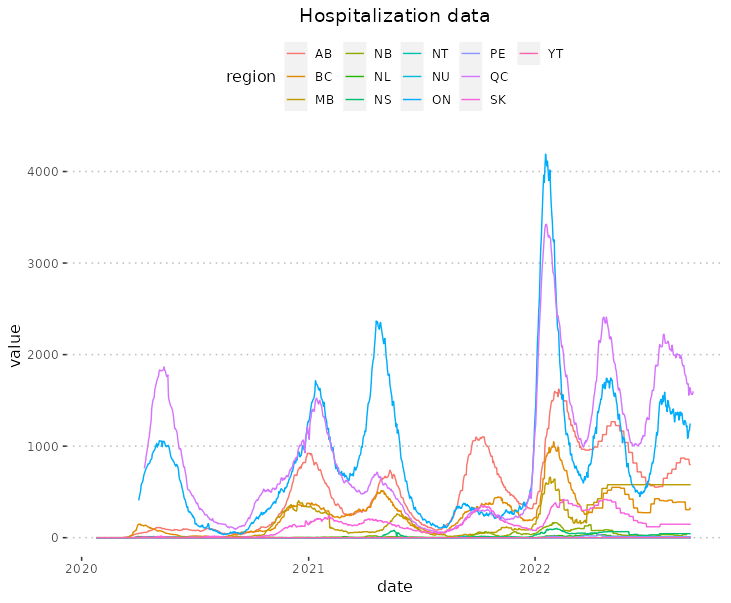 Hospitalization data
region
AB NB NT PE YT
BC NL NU QC
MB NS ON SK
value
4000
3000
2000
1000
0
2020 2021 2022
date